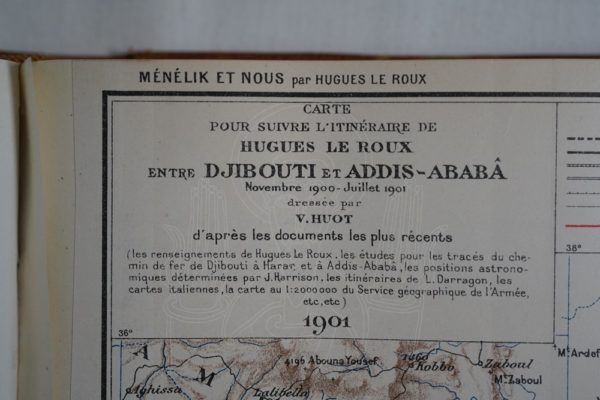 MÉNÉLIK ET NOUS par HUGUES LE ROUX
CARTE
POUR SUIVRE L'ITINÉRAIRE DE
HUGUES LE ROUX
ENTRE DJIBOUTI ET ADDIS-ABABÂ
Novembre 1900-Juillet 1901
dressée par
V. HUOT
d'après les documents les plus récents
(les renseignements de Hugues Le Roux, les études pour les tracés du che-
min de fer de Djibouti à Harar, et à Addis-Ababâ, les positions astrono-
miques déterminées par J. Harrison, les itinéraires de L. Darragon, les
cartes italiennes, la carte au 1:2000000 du Service géographique de l'Armée,
etc, etc)
1901
36°
38°
A
M
4196 Abouna Yousef
1460
Kobbo
Zaboul
Mt Zaboul
Mt Ardef
Aghissa
Lalibella